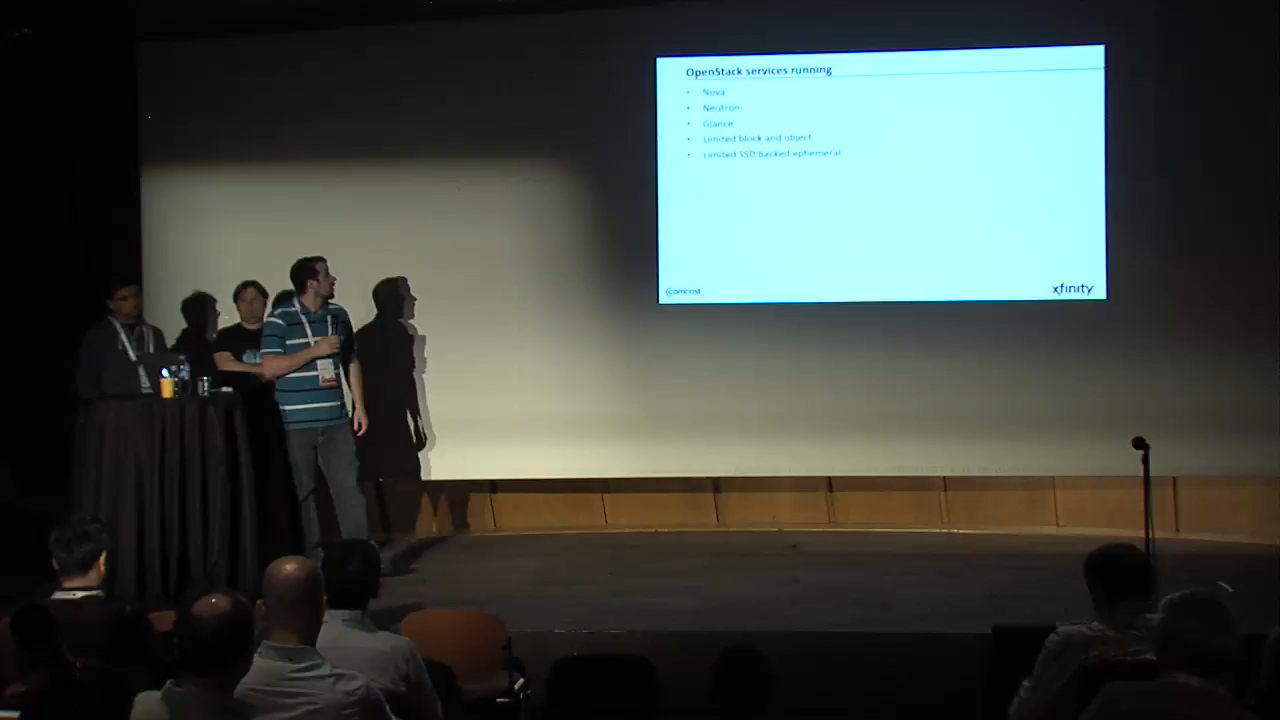 OpenStack services running
• Nova
• Neutron
• Glance
• Limited block and object
• Limited SSD backed ephemeral
comcast
xfinity